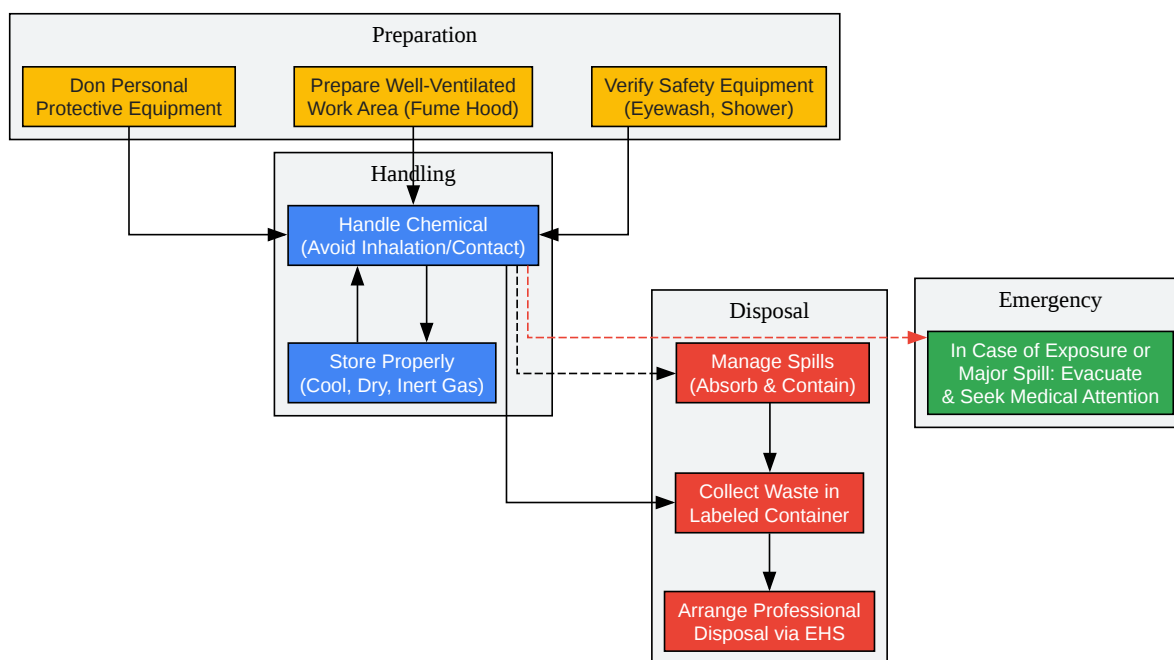 Preparation
Don Personal
Protective Equipment
Prepare Well-Ventilated
Work Area (Fume Hood)
Verify Safety Equipment
(Eyewash, Shower)
Handling
Handle Chemical
(Avoid Inhalation/Contact)
Store Properly
(Cool, Dry, Inert Gas)
Disposal
Manage Spills
(Absorb & Contain)
Collect Waste in
Labeled Container
Arrange Professional
Disposal via EHS
Emergency
In Case of Exposure or
Major Spill: Evacuate
& Seek Medical Attention